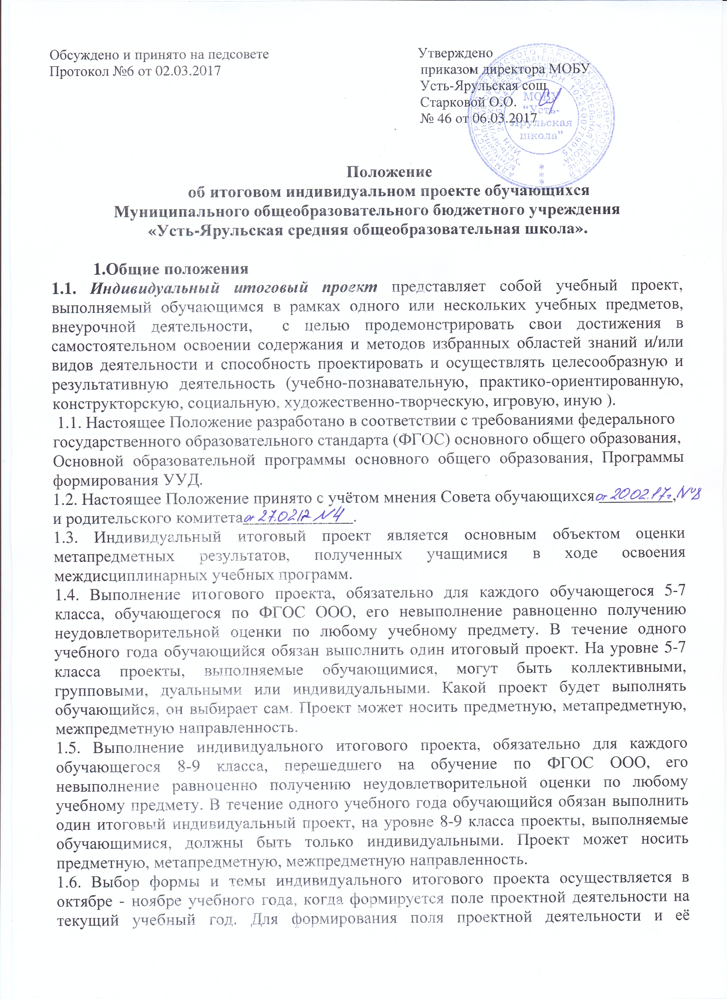 Обсуждено и принято на педсовете
Протокол №6 от 02.03.2017
Утверждено
приказом директора МОБУ
Усть-Ярульская сош
Старковой О.О.
№ 46 от 06.03.2017
МОБУ
“Усть-
Ярульская
школа”
Положение
об итоговом индивидуальном проекте обучающихся
Муниципального общеобразовательного бюджетного учреждения
«Усть-Ярульская средняя общеобразовательная школа».
1.Общие положения
1.1. Индивидуальный итоговый проект представляет собой учебный проект,
выполняемый обучающимся в рамках одного или нескольких учебных предметов,
внеурочной деятельности, с целью продемонстрировать свои достижения в
самостоятельном освоении содержания и методов избранных областей знаний и/или
видов деятельности и способность проектировать и осуществлять целесообразную и
результативную деятельность (учебно-познавательную, практико-ориентированную,
конструкторскую, социальную, художественно-творческую, игровую, иную ).
1.1. Настоящее Положение разработано в соответствии с требованиями федерального
государственного образовательного стандарта (ФГОС) основного общего образования,
Основной образовательной программы основного общего образования, Программы
формирования УУД.
1.2. Настоящее Положение принято с учётом мнения Совета обучающихся от 20.02.17г, №8
и родительского комитета от 27.02.17 N4.
1.3. Индивидуальный итоговый проект является основным объектом оценки
метапредметных результатов, полученных учащимися в ходе освоения
междисциплинарных учебных программ.
1.4. Выполнение итогового проекта, обязательно для каждого обучающегося 5-7
класса, обучающегося по ФГОС ООО, его невыполнение равноценно получению
неудовлетворительной оценки по любому учебному предмету. В течение одного
учебного года обучающийся обязан выполнить один итоговый проект. На уровне 5-7
класса проекты, выполняемые обучающимися, могут быть коллективными,
групповыми, дуальными или индивидуальными. Какой проект будет выполнять
обучающийся, он выбирает сам. Проект может носить предметную, метапредметную,
межпредметную направленность.
1.5. Выполнение индивидуального итогового проекта, обязательно для каждого
обучающегося 8-9 класса, перешедшего на обучение по ФГОС ООО, его
невыполнение равноценно получению неудовлетворительной оценки по любому
учебному предмету. В течение одного учебного года обучающийся обязан выполнить
один итоговый индивидуальный проект, на уровне 8-9 класса проекты, выполняемые
обучающимися, должны быть только индивидуальными. Проект может носить
предметную, метапредметную, межпредметную направленность.
1.6. Выбор формы и темы индивидуального итогового проекта осуществляется в
октябре - ноябре учебного года, когда формируется поле проектной деятельности на
текущий учебный год. Для формирования поля проектной деятельности и её